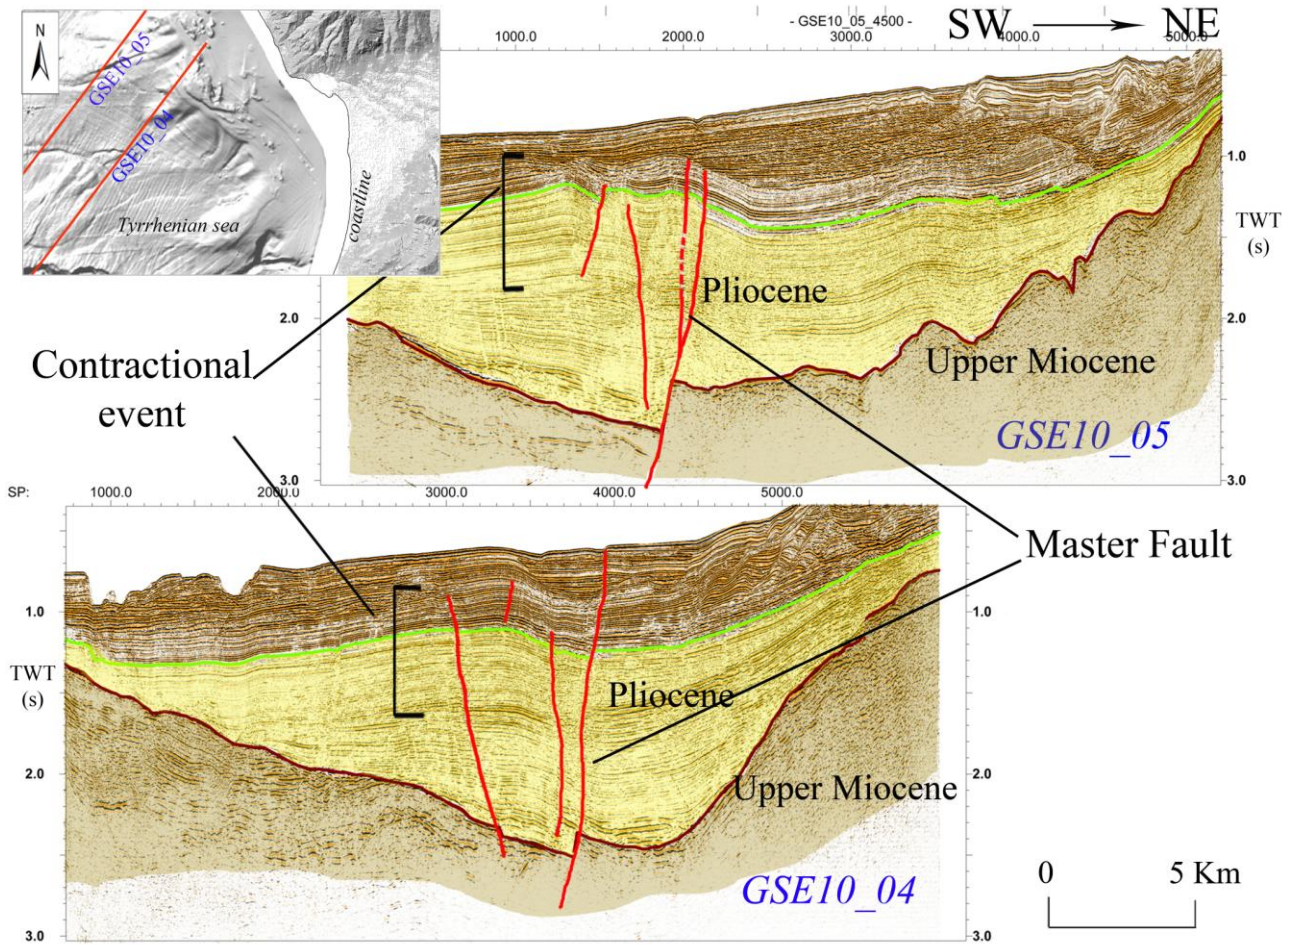 N
GSE10_05
GSE10_04
Tyrrhenian sea
coastline
- GSE10_05_4500 -
SW NE
1000.0 2000.0 3000.0 4000.0 5000.0
1.0
TWT
(s)
2.0
3.0
2.0
3.0
1.0
Pliocene
Upper Miocene
GSE10_05
Contractional
event
Master Fault
SP: 1000.0 2000.0 3000.0 4000.0 5000.0
1.0
TWT
(s)
2.0
3.0
1.0
2.0
3.0
Pliocene
Upper Miocene
GSE10_04
0 5 Km